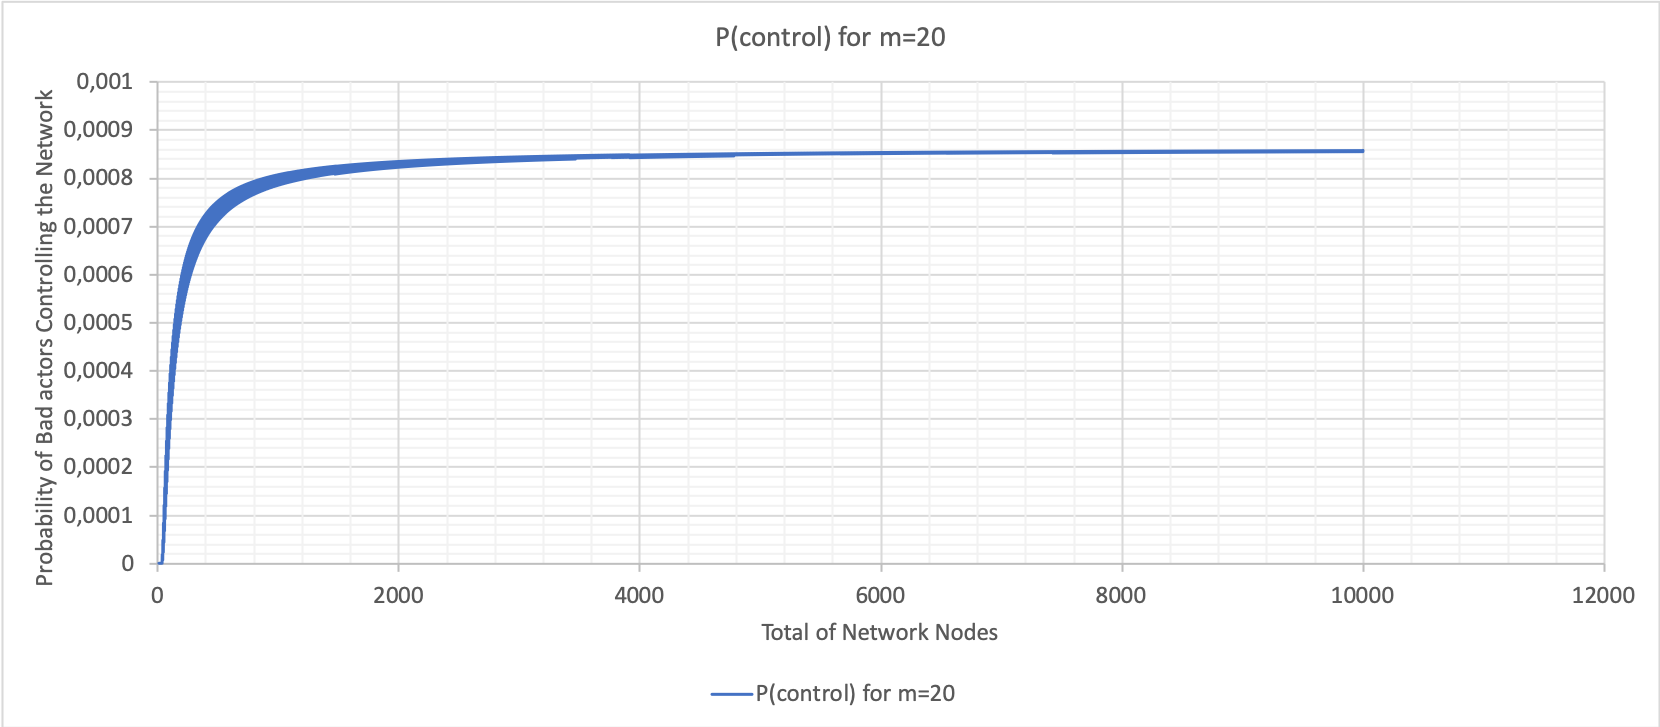 P(control) for m=20
Probability of Bad actors Controlling the Network
0,001
0,0009
0,0008
0,0007
0,0006
0,0005
0,0004
0,0003
0,0002
0,0001
0
0 2000 4000 6000 8000 10000 12000
Total of Network Nodes
P(control) for m=20